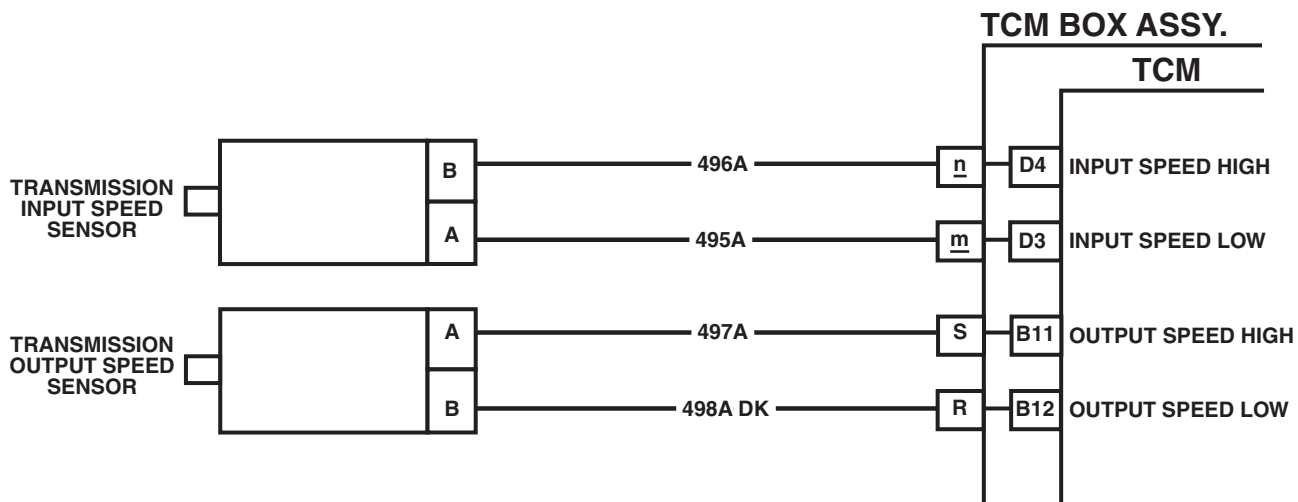 TCM BOX ASSY.
TCM
TRANSMISSION
INPUT SPEED
SENSOR
B
496A
n
D4
INPUT SPEED HIGH
A
495A
m
D3
INPUT SPEED LOW
TRANSMISSION
OUTPUT SPEED
SENSOR
A
497A
S
B11
OUTPUT SPEED HIGH
B
498A DK
R
B12
OUTPUT SPEED LOW